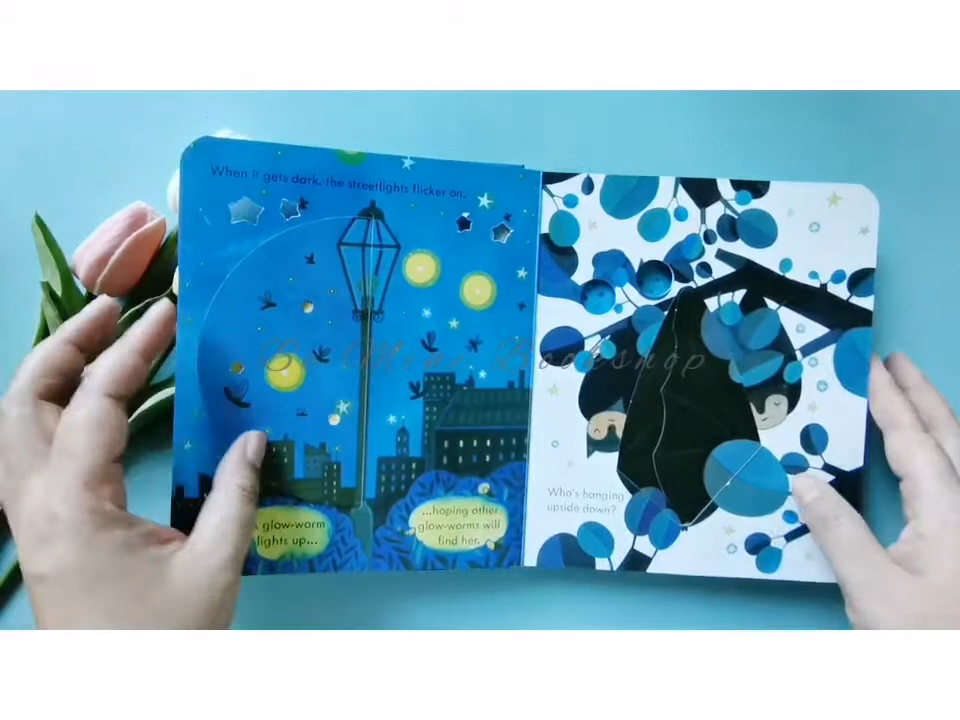 When it gets dark, the streetlights flicker on.
glow-worm
lights up...
...hoping other
glow-worms will
find her.
Who's hanging
upside down?
Bookshop